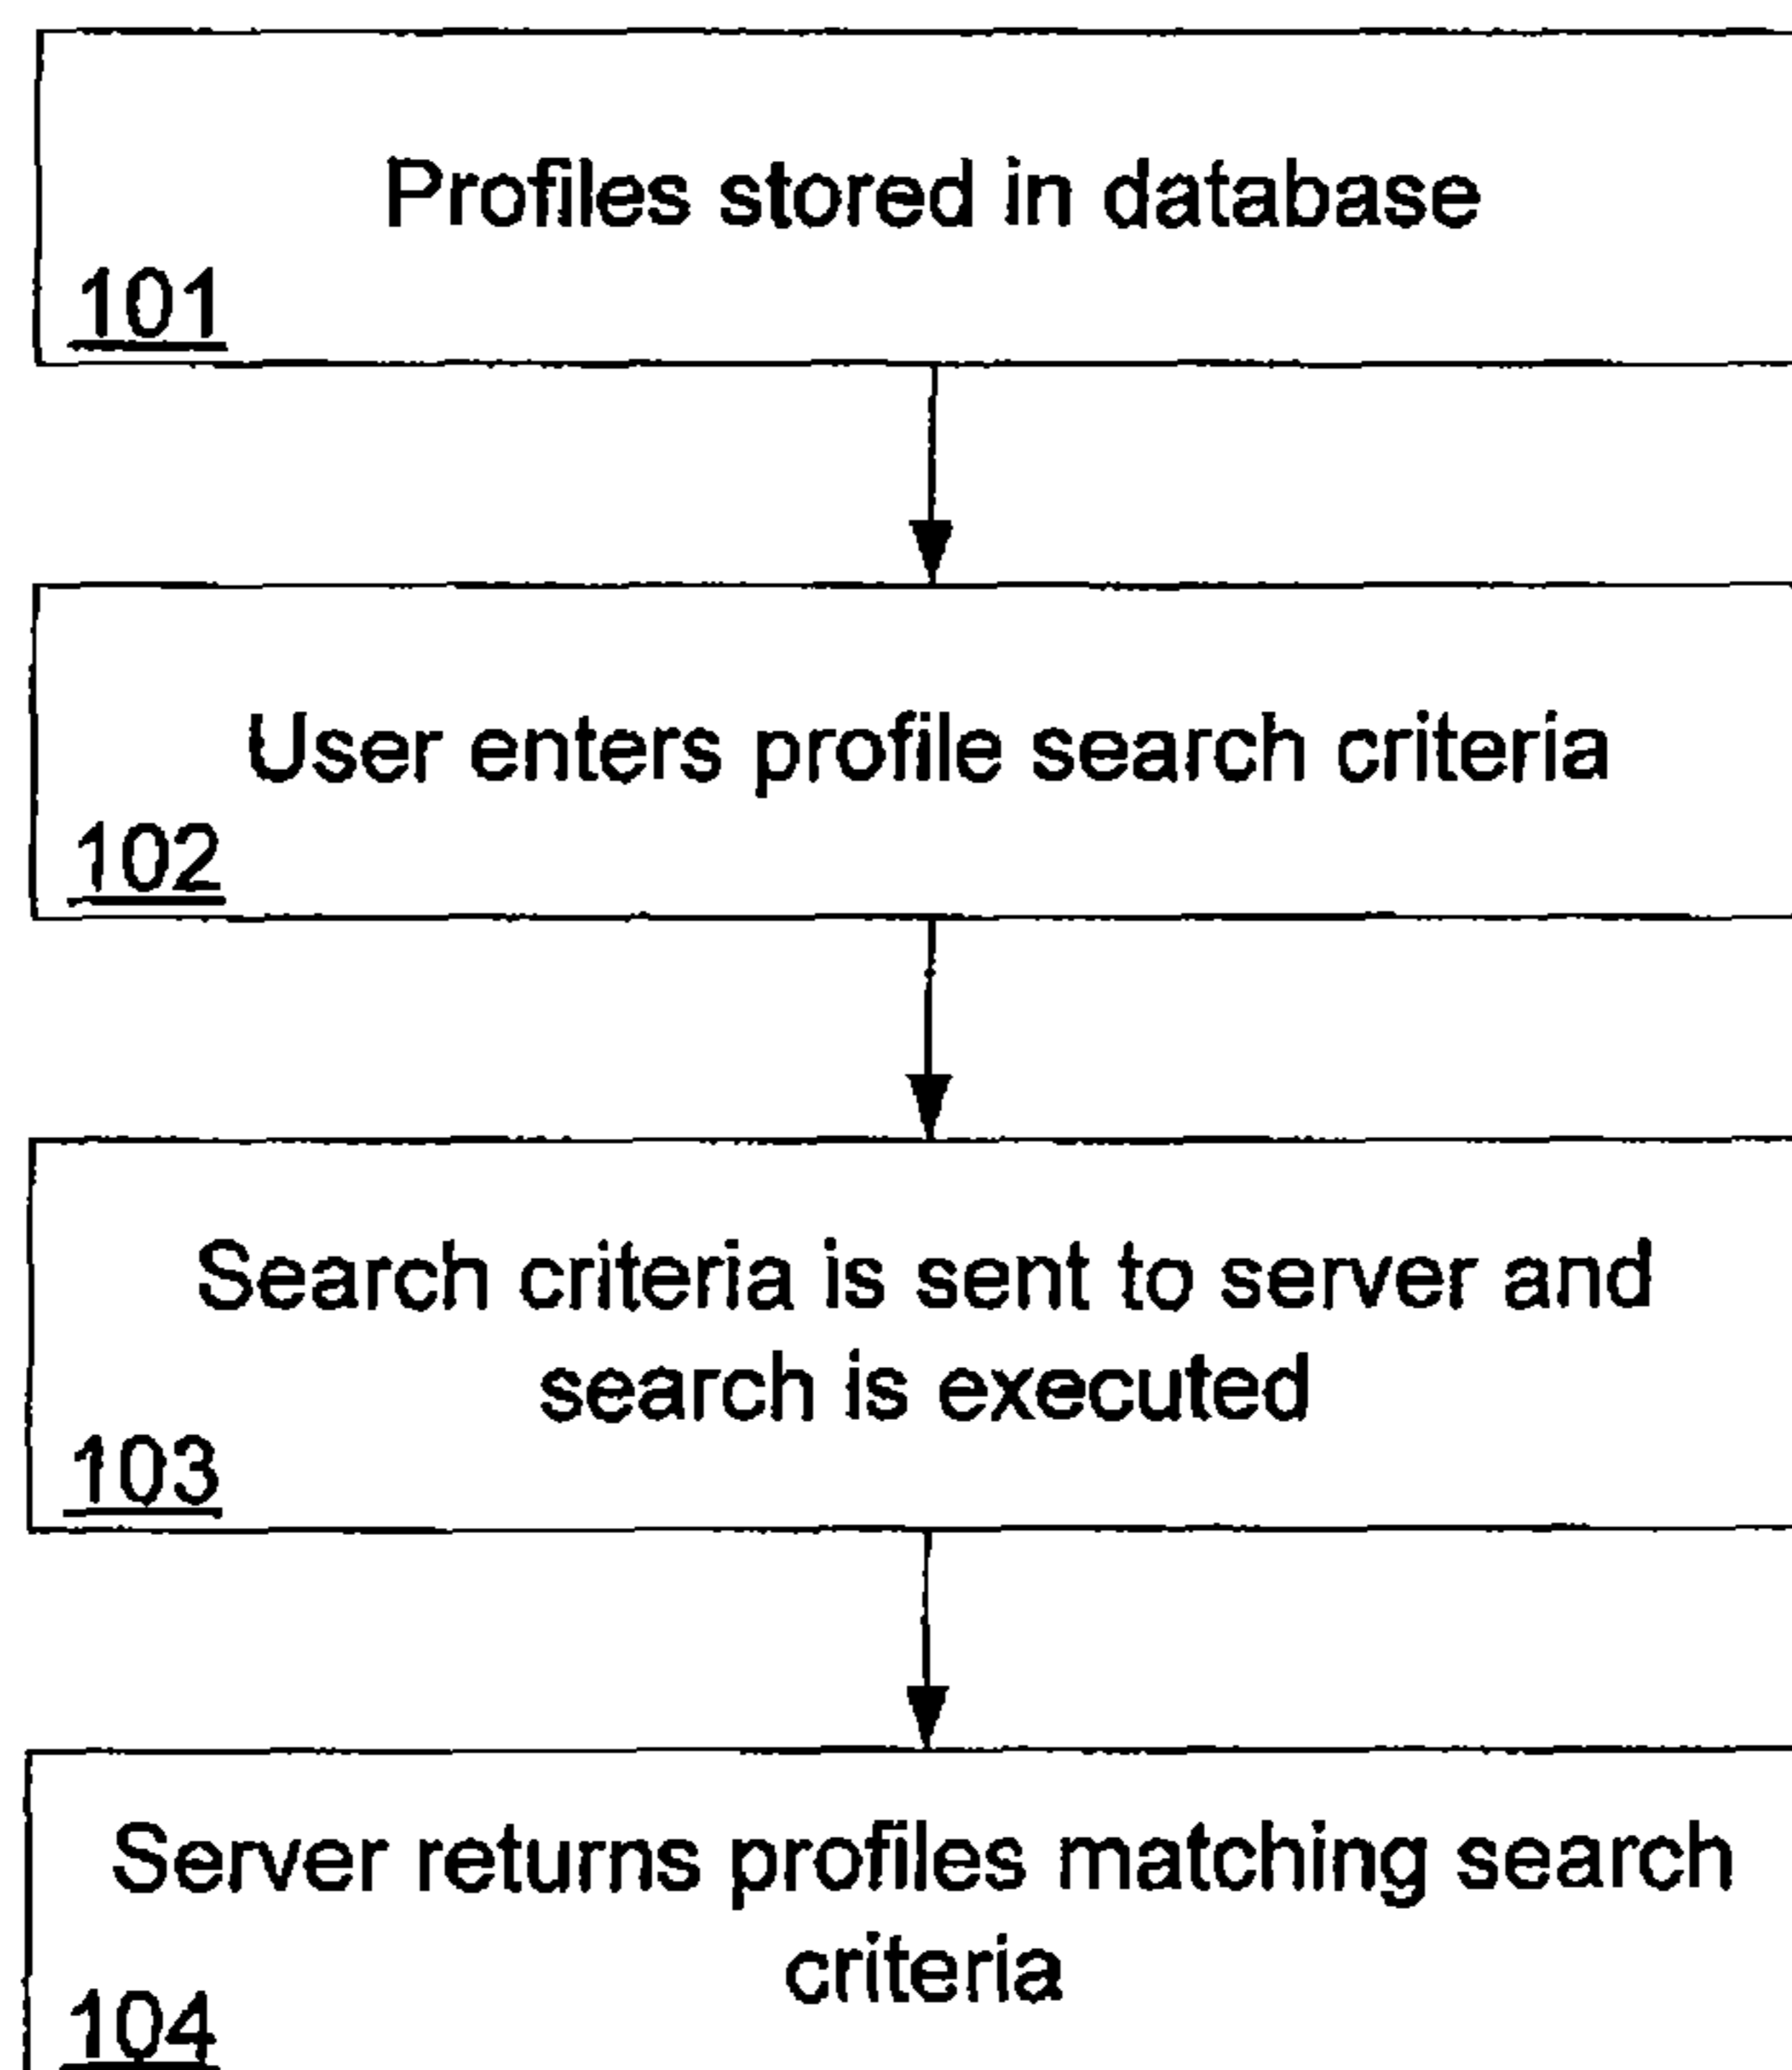 Profiles stored in database
101
User enters profile search criteria
102
Search criteria is sent to server and
search is executed
103
Server returns profiles matching search
criteria
104